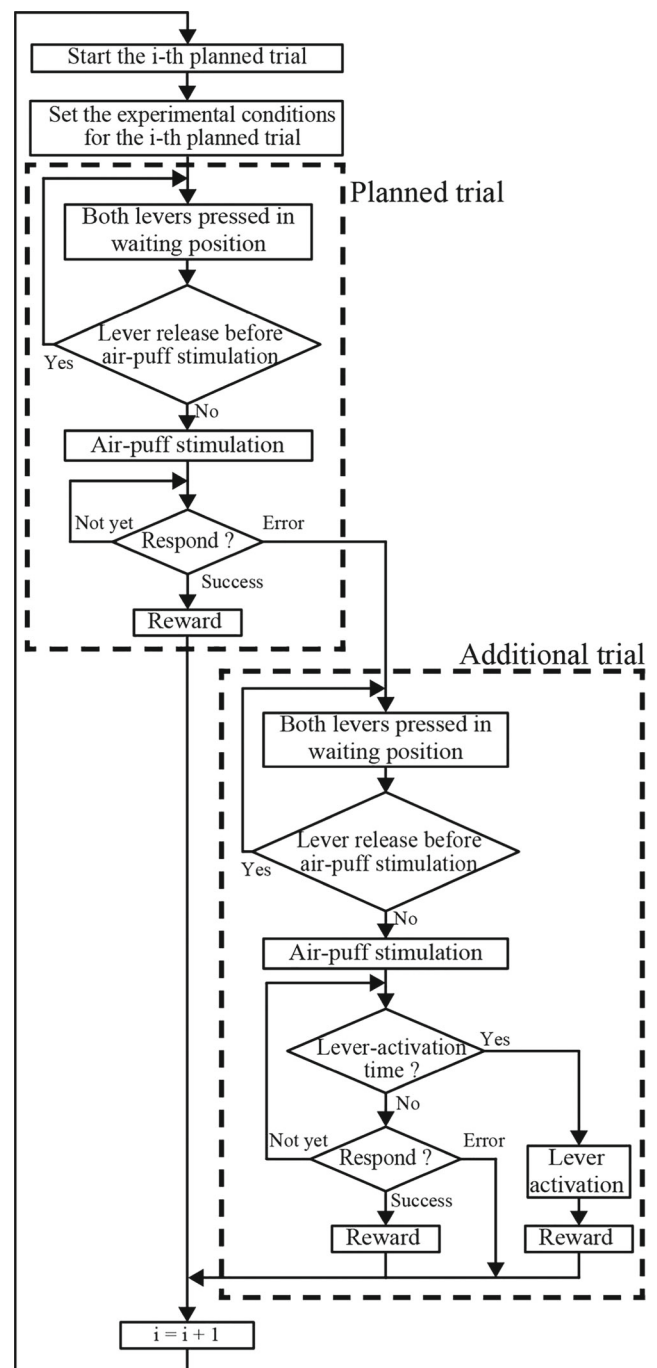 Start the i-th planned trial
Set the experimental conditions
for the i-th planned trial
Planned trial
Both levers pressed in
waiting position
Lever release before
air-puff stimulation
Yes
No
Air-puff stimulation
Not yet
Respond ?
Error
Success
Reward
Additional trial
Both levers pressed in
waiting position
Lever release before
air-puff stimulation
Yes
No
Air-puff stimulation
Lever-activation
time ?
Yes
No
Not yet
Respond ?
Error
Success
Lever
activation
Reward
Reward
i = i + 1